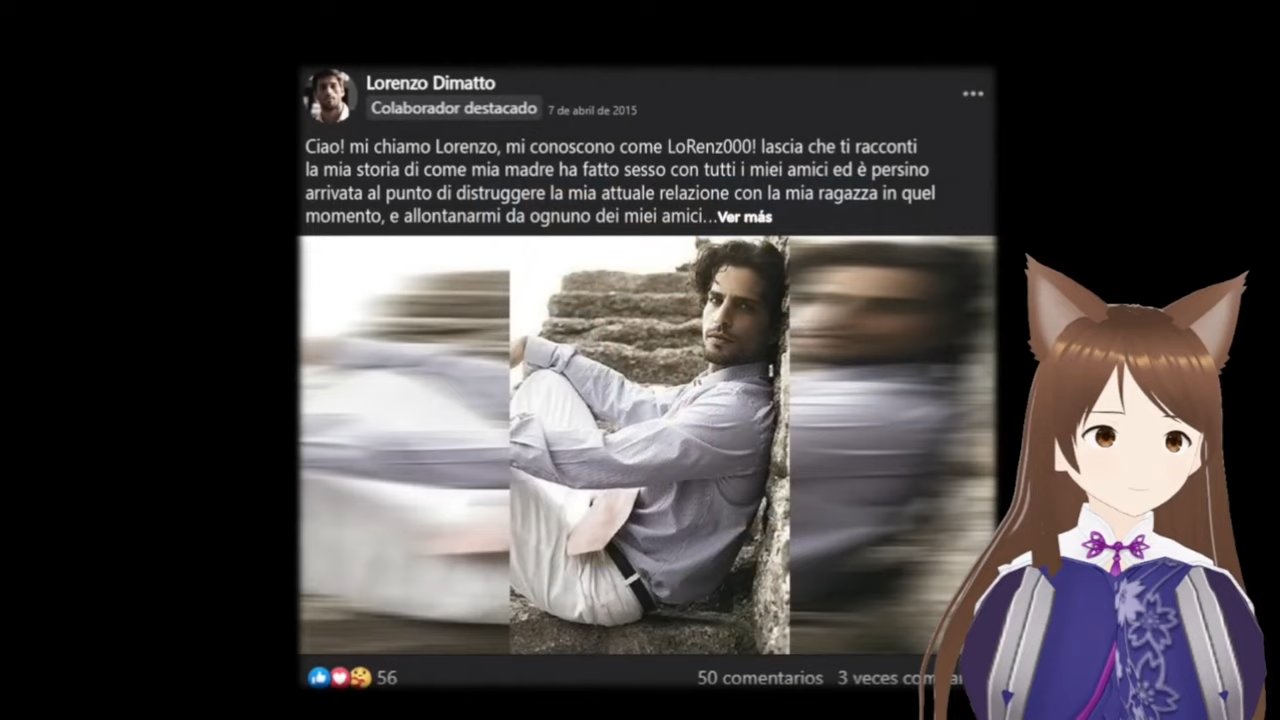 Lorenzo Dimatto
Colaborador destacado 7 de abril de 2015
Ciao! mi chiamo Lorenzo, mi conoscono come LoRenz000! lascia che ti racconti
la mia storia di come mia madre ha fatto sesso con tutti i miei amici ed è persino
arrivata al punto di distruggere la mia attuale relazione con la mia ragazza in quel
momento, e allontanarmi da ognuno dei miei amici...Ver más
56
50 comentarios 3 veces